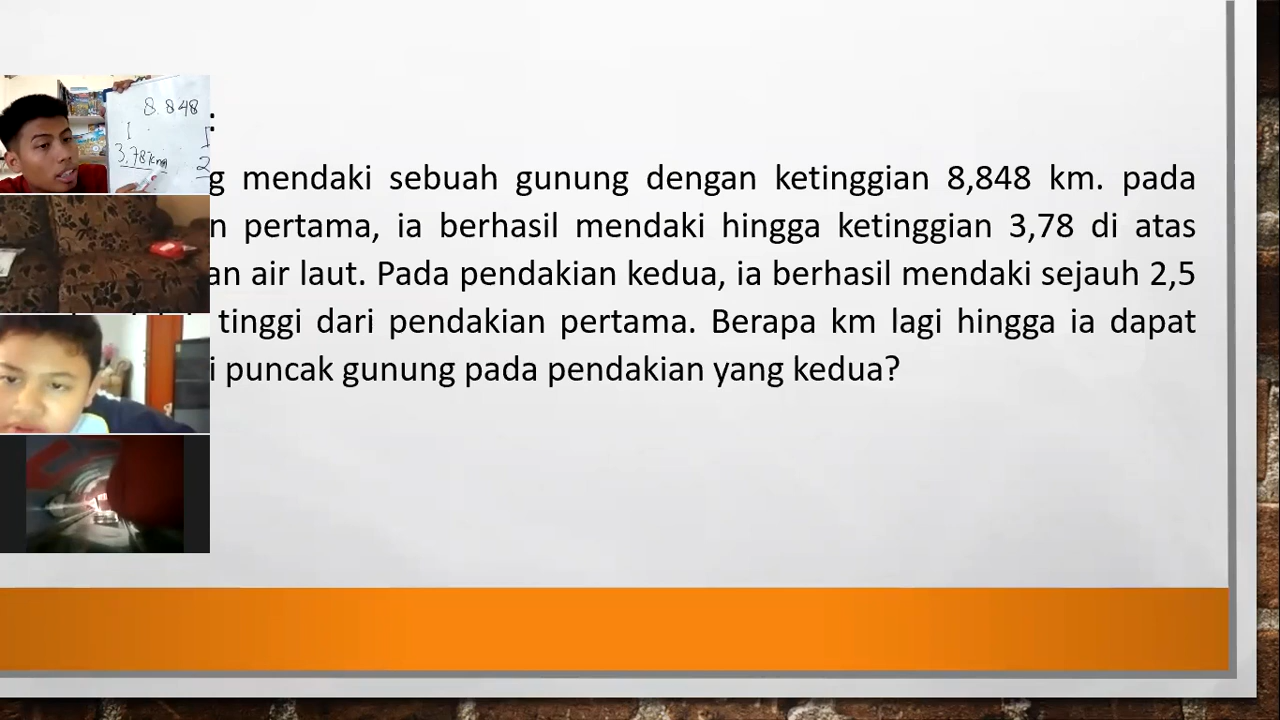 8.848
I
3.78 km
2
:
g mendaki sebuah gunung dengan ketinggian 8,848 km. pada
n pertama, ia berhasil mendaki hingga ketinggian 3,78 di atas
an air laut. Pada pendakian kedua, ia berhasil mendaki sejauh 2,5
tinggi dari pendakian pertama. Berapa km lagi hingga ia dapat
i puncak gunung pada pendakian yang kedua?